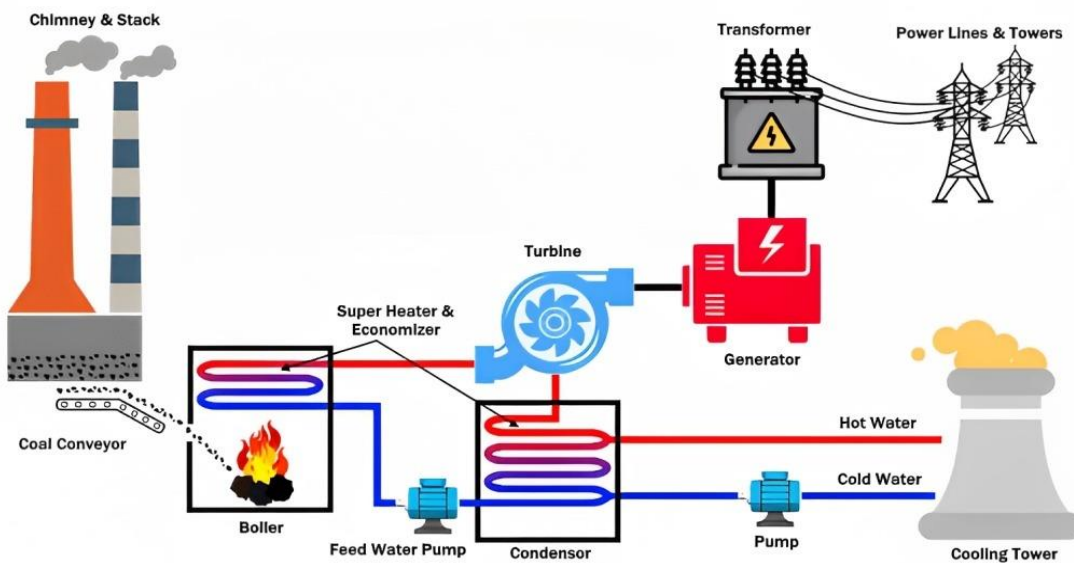 Chimney & Stack
Transformer
Power Lines & Towers
Turbine
Super Heater &
Economizer
Generator
Coal Conveyor
Hot Water
Cold Water
Boiler
Feed Water Pump
Condensor
Pump
Cooling Tower